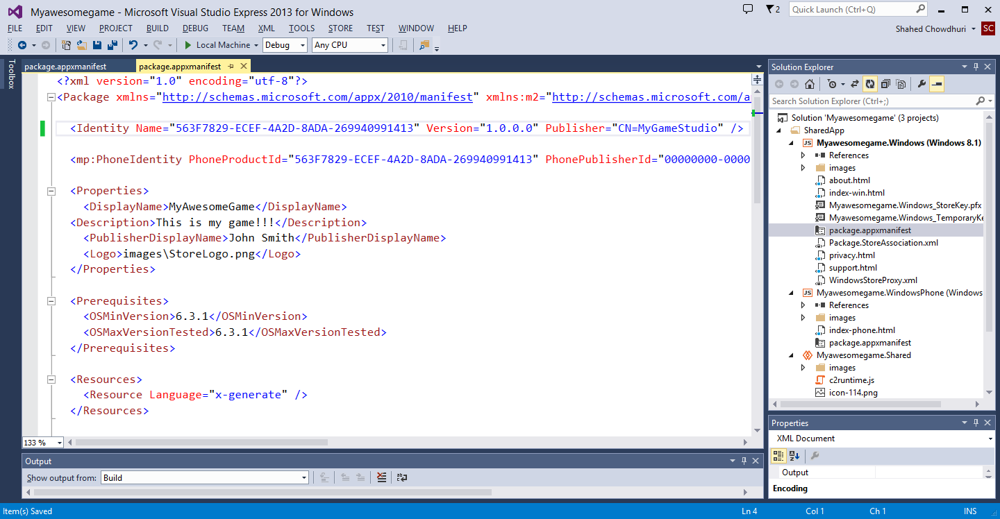 Myawesomegame - Microsoft Visual Studio Express 2013 for Windows
2
Quick Launch (Ctrl+Q)
FILE EDIT VIEW PROJECT BUILD DEBUG TEAM XML TOOLS STORE TEST WINDOW HELP
Shahed Chowdhuri SC
Local Machine Debug Any CPU
Toolbox
package.appxmanifest package.appxmanifest
<?xml version="1.0" encoding="utf-8"?>
<Package xmlns="http://schemas.microsoft.com/appx/2010/manifest" xmlns:m2="http://schemas.microsoft.com/a
<Identity Name="563F7829-ECEF-4A2D-8ADA-269940991413" Version="1.0.0.0" Publisher="CN=MyGameStudio" />
<mp:PhoneIdentity PhoneProductId="563F7829-ECEF-4A2D-8ADA-269940991413" PhonePublisherId="00000000-0000
<Properties>
<DisplayName>MyAwesomeGame</DisplayName>
<Description>This is my game!!!</Description>
<PublisherDisplayName>John Smith</PublisherDisplayName>
<Logo>images\StoreLogo.png</Logo>
</Properties>
<Prerequisites>
<OSMinVersion>6.3.1</OSMinVersion>
<OSMaxVersionTested>6.3.1</OSMaxVersionTested>
</Prerequisites>
<Resources>
<Resource Language="x-generate" />
</Resources>
133 %
Output
Show output from: Build
Solution Explorer
Search Solution Explorer (Ctrl+;)
Solution 'Myawesomegame' (3 projects)
SharedApp
JS Myawesomegame.Windows (Windows 8.1)
References
images
about.html
index-win.html
Myawesomegame.Windows_StoreKey.pfx
Myawesomegame.Windows_TemporaryKe
package.appxmanifest
Package.StoreAssociation.xml
privacy.html
support.html
WindowsStoreProxy.xml
JS Myawesomegame.WindowsPhone (Windows
References
images
index-phone.html
package.appxmanifest
Myawesomegame.Shared
images
c2runtime.js
icon-114.png
Properties
XML Document
Output
Encoding
Item(s) Saved
Ln 4 Col 1 Ch 1 INS